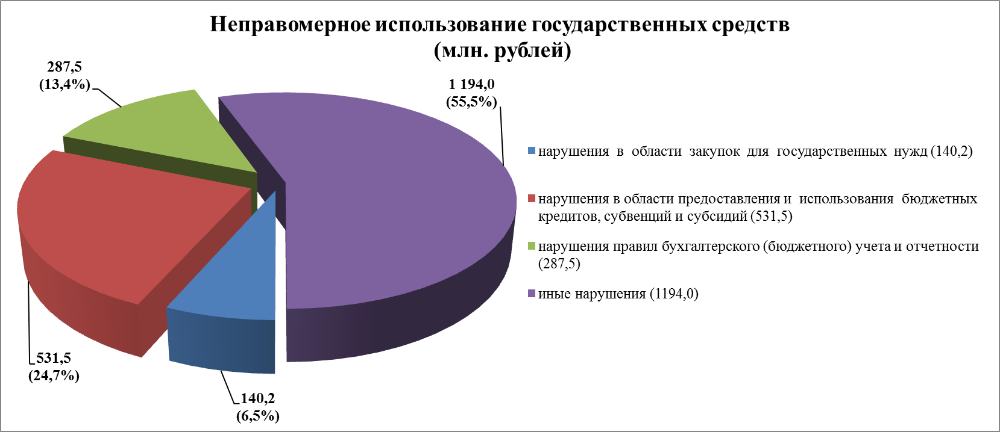 Неправомерное использование государственных средств
(млн. рублей)
287,5
(13,4%)
1 194,0
(55,5%)
531,5
(24,7%)
140,2
(6,5%)
нарушения в области закупок для государственных нужд (140,2)
нарушения в области предоставления и использования бюджетных
кредитов, субвенций и субсидий (531,5)
нарушения правил бухгалтерского (бюджетного) учета и отчетности
(287,5)
иные нарушения (1194,0)